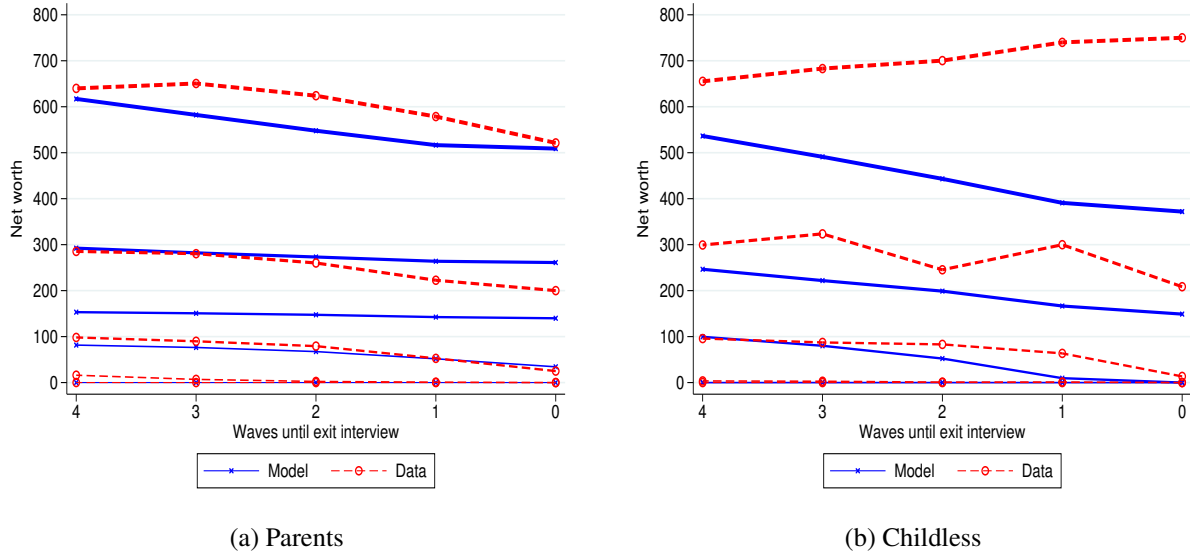 800
700
600
500
400
300
200
100
0
Net worth
4
3
2
1
0
Waves until exit interview
Model
Data
(a) Parents
800
700
600
500
400
300
200
100
0
Net worth
4
3
2
1
0
Waves until exit interview
Model
Data
(b) Childless